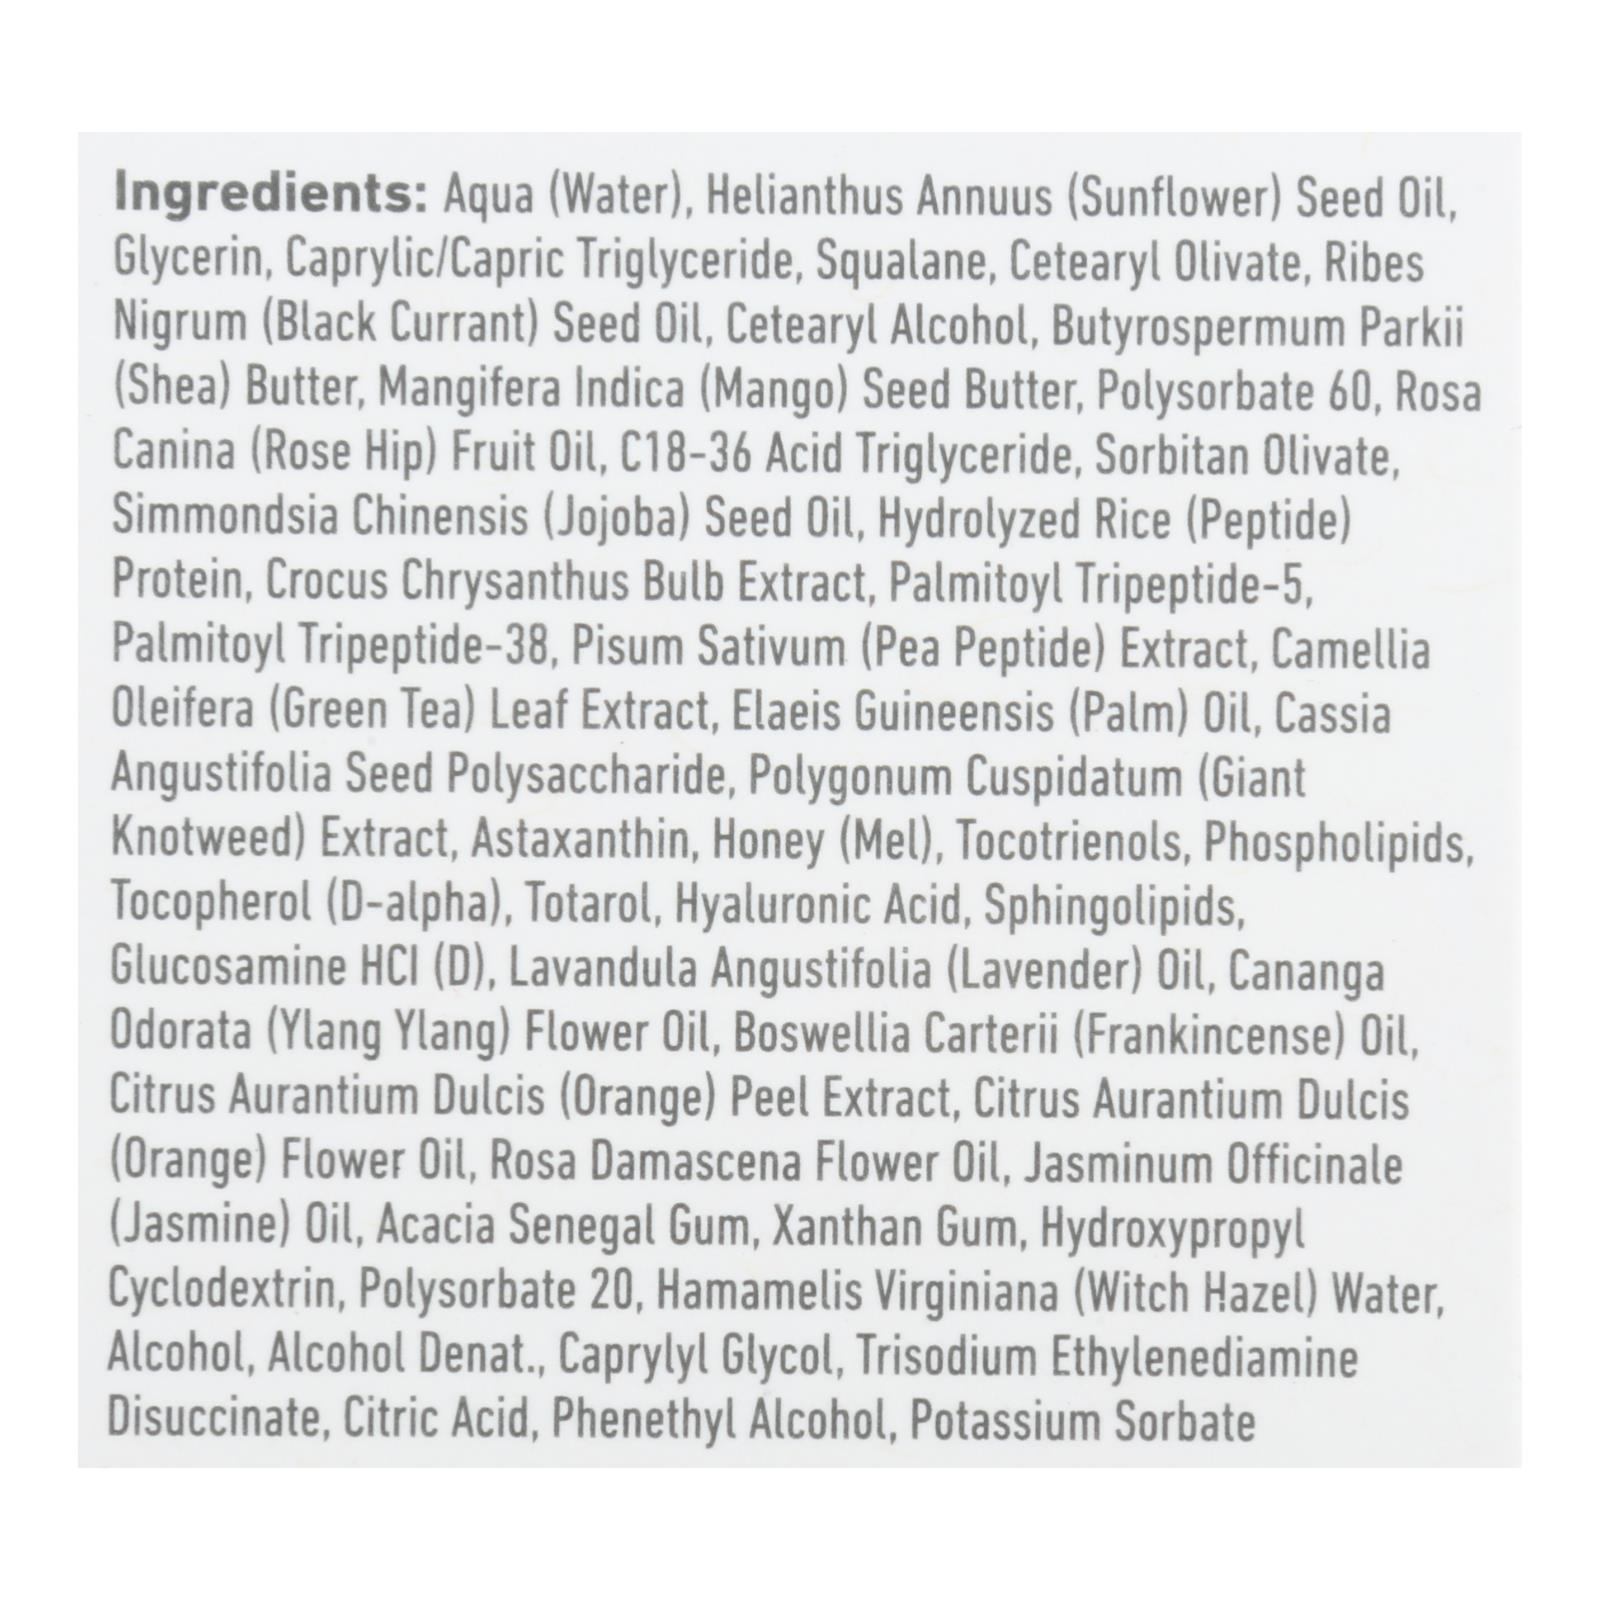 Ingredients: Aqua (Water), Helianthus Annuus (Sunflower) Seed Oil,
Glycerin, Caprylic/Capric Triglyceride, Squalane, Cetearyl Olivate, Ribes
Nigrum (Black Currant) Seed Oil, Cetearyl Alcohol, Butyrospermum Parkii
(Shea) Butter, Mangifera Indica (Mango) Seed Butter, Polysorbate 60, Rosa
Canina (Rose Hip) Fruit Oil, C18-36 Acid Triglyceride, Sorbitan Olivate,
Simmondsia Chinensis (Jojoba) Seed Oil, Hydrolyzed Rice (Peptide)
Protein, Crocus Chrysanthus Bulb Extract, Palmitoyl Tripeptide-5,
Palmitoyl Tripeptide-38, Pisum Sativum (Pea Peptide) Extract, Camellia
Oleifera (Green Tea) Leaf Extract, Elaeis Guineensis (Palm) Oil, Cassia
Angustifolia Seed Polysaccharide, Polygonum Cuspidatum (Giant
Knotweed) Extract, Astaxanthin, Honey (Mel), Tocotrienols, Phospholipids,
Tocopherol (D-alpha), Totarol, Hyaluronic Acid, Sphingolipids,
Glucosamine HCl (D), Lavandula Angustifolia (Lavender) Oil, Cananga
Odorata (Ylang Ylang) Flower Oil, Boswellia Carterii (Frankincense) Oil,
Citrus Aurantium Dulcis (Orange) Peel Extract, Citrus Aurantium Dulcis
(Orange) Flower Oil, Rosa Damascena Flower Oil, Jasminum Officinale
(Jasmine) Oil, Acacia Senegal Gum, Xanthan Gum, Hydroxypropyl
Cyclodextrin, Polysorbate 20, Hamamelis Virginiana (Witch Hazel) Water,
Alcohol, Alcohol Denat., Caprylyl Glycol, Trisodium Ethylenediamine
Disuccinate, Citric Acid, Phenethyl Alcohol, Potassium Sorbate